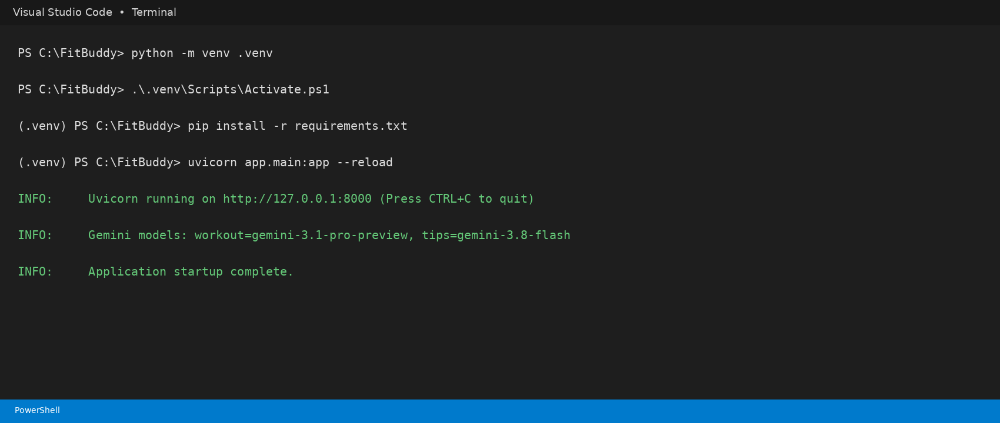 Visual Studio Code • Terminal
PS C:\FitBuddy> python -m venv .venv
PS C:\FitBuddy> .\.venv\Scripts\Activate.ps1
(.venv) PS C:\FitBuddy> pip install -r requirements.txt
(.venv) PS C:\FitBuddy> uvicorn app.main:app --reload
INFO:     Uvicorn running on http://127.0.0.1:8000 (Press CTRL+C to quit)
INFO:     Gemini models: workout=gemini-3.1-pro-preview, tips=gemini-3.8-flash
INFO:     Application startup complete.
PowerShell